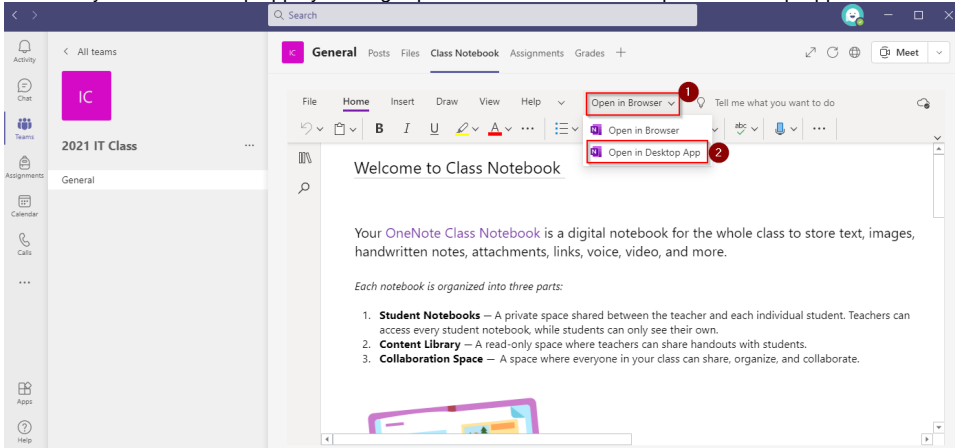 Search
Activity
Chat
Teams
Assignments
Calendar
Calls
Apps
Help
All teams
IC
2021 IT Class
General
IC General Posts Files Class Notebook Assignments Grades + Meet
1
File Home Insert Draw View Help Open in Browser Tell me what you want to do
B I U A abc
Open in Browser
Open in Desktop App 2
Welcome to Class Notebook
Your OneNote Class Notebook is a digital notebook for the whole class to store text, images,
handwritten notes, attachments, links, voice, video, and more.
Each notebook is organized into three parts:
1. Student Notebooks — A private space shared between the teacher and each individual student. Teachers can
access every student notebook, while students can only see their own.
2. Content Library — A read-only space where teachers can share handouts with students.
3. Collaboration Space — A space where everyone in your class can share, organize, and collaborate.